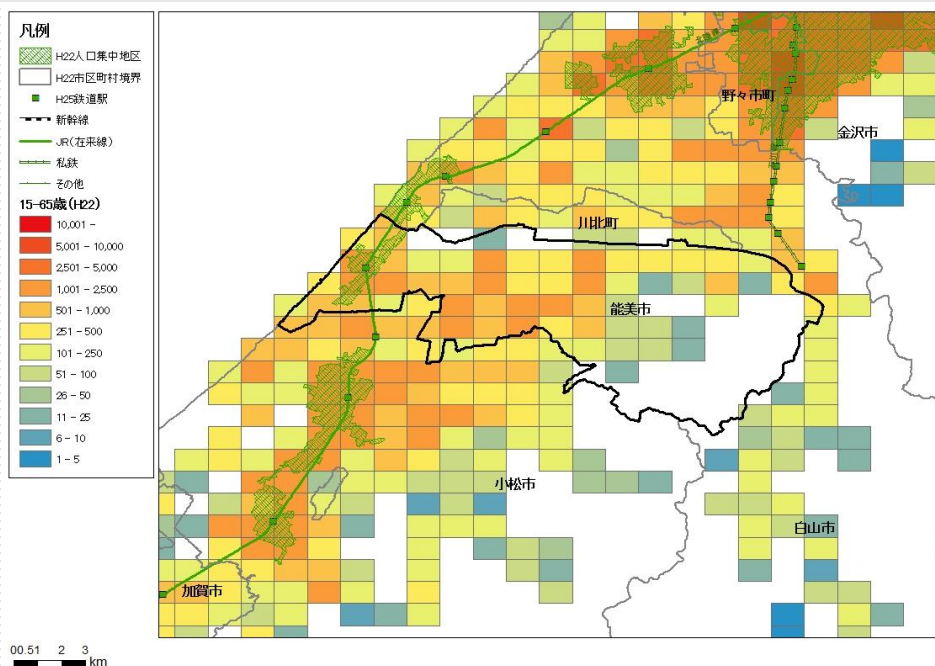 凡例
H22人口集中地区
H22市区町村境界
H25鉄道駅
新幹線
JR(在来線)
私鉄
その他
15-65歳(H22)
10,001 -
5,001 - 10,000
2,501 - 5,000
1,001 - 2,500
501 - 1,000
251 - 500
101 - 250
51 - 100
26 - 50
11 - 25
6 - 10
1 - 5
野々市町
金沢市
川北町
能美市
小松市
白山市
加賀市
00.51 2 3
km